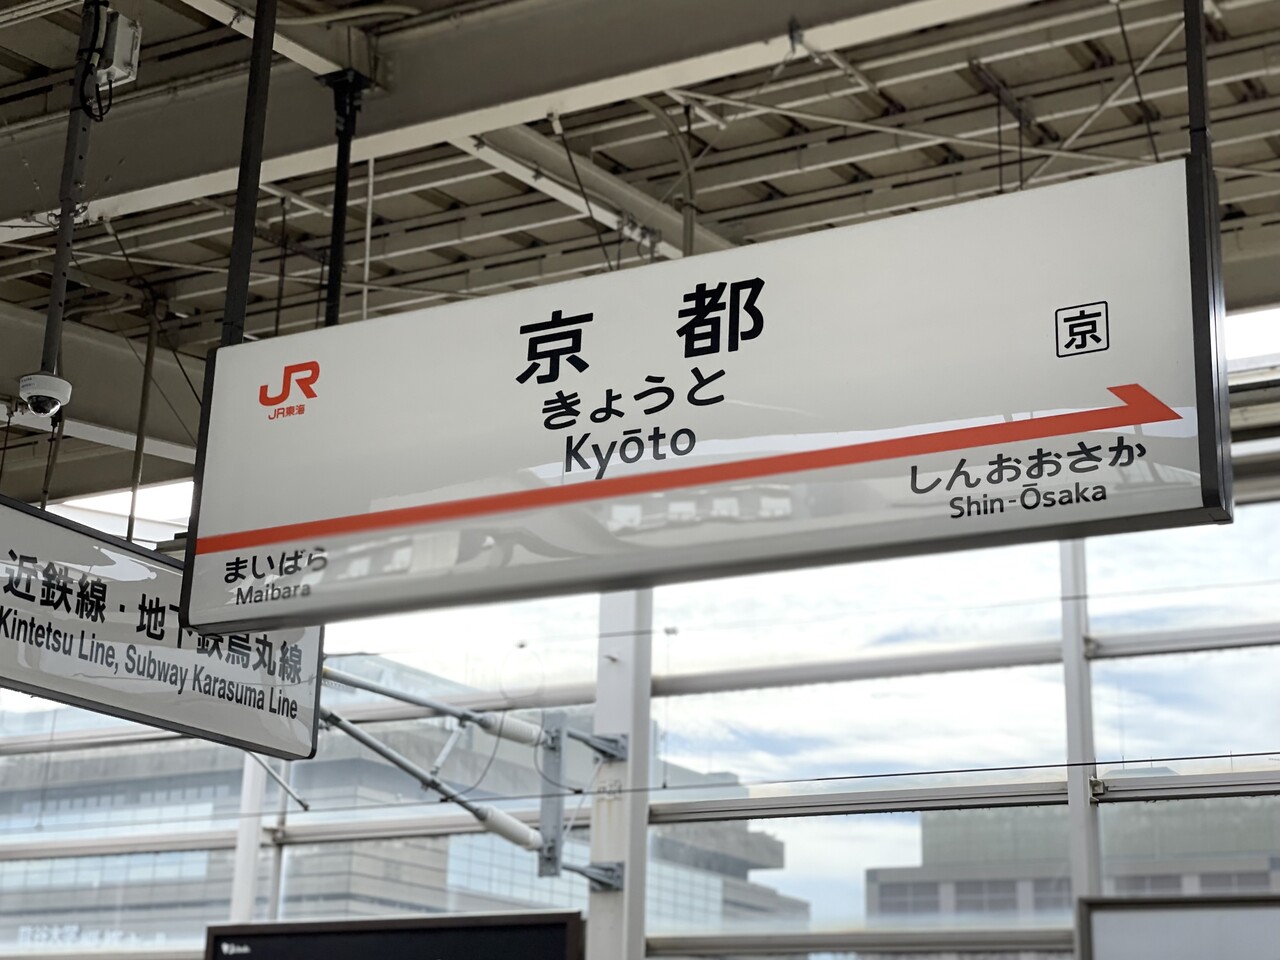 JR
JR東海
京都
きょうと
Kyōto
京
まいばら
Maibara
しんおおさか
Shin-Ōsaka
近鉄線・地下鉄烏丸線
Kintetsu Line, Subway Karasuma Line